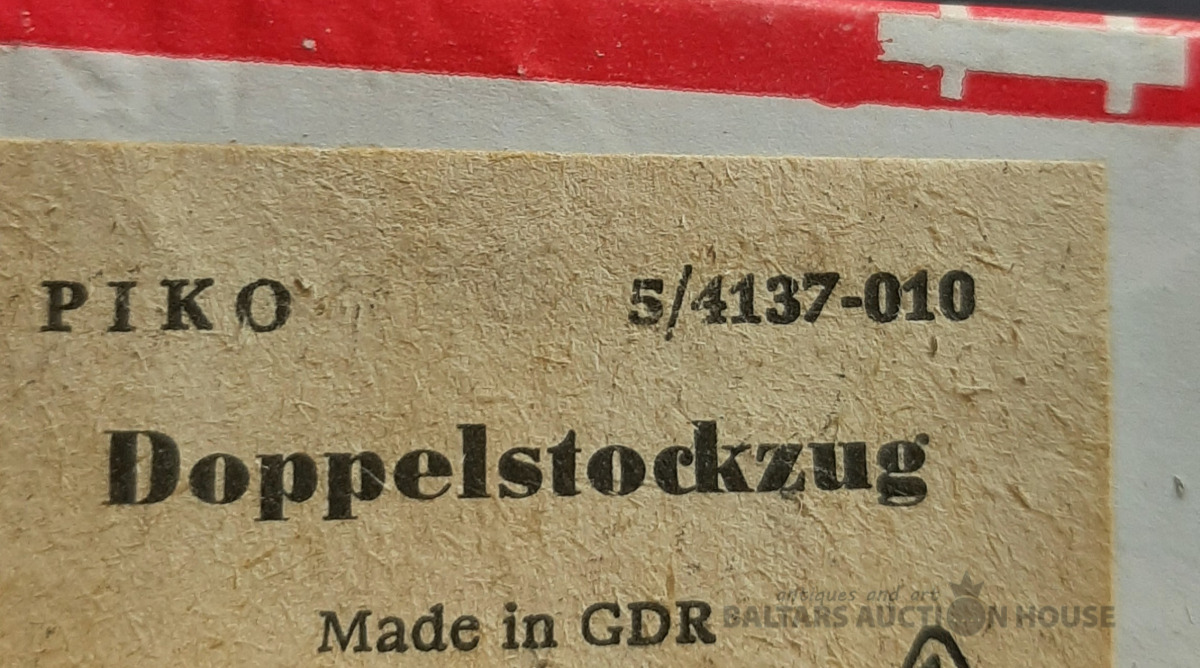 PIKO 5/4137-010
Doppelstockzug
Made in GDR
antiques and art
BALTARS AUCTION HOUSE